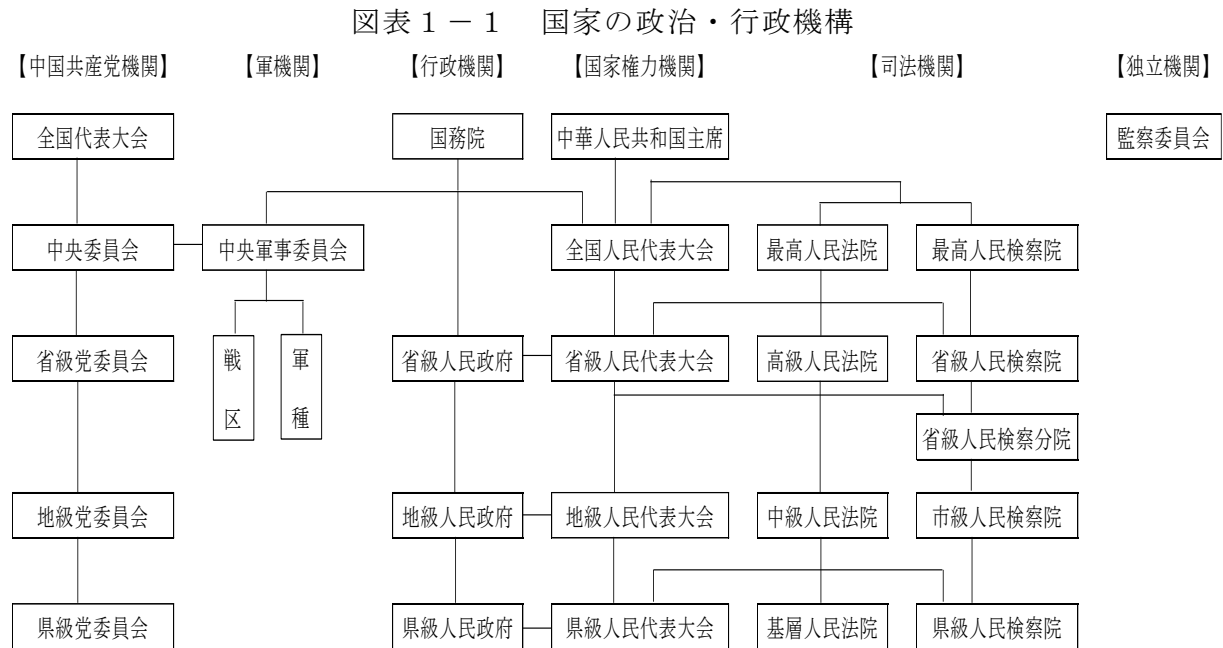 図表１－１　国家の政治・行政機構
【中国共産党機関】 【軍機関】 【行政機関】 【国家権力機関】 【司法機関】 【独立機関】
全国代表大会 国務院 中華人民共和国主席 監察委員会
中央委員会 中央軍事委員会 全国人民代表大会 最高人民法院 最高人民検察院
省級党委員会 戦区 軍種 省級人民政府 省級人民代表大会 高級人民法院 省級人民検察院
省級人民検察分院
地級党委員会 地級人民政府 地級人民代表大会 中級人民法院 市級人民検察院
県級党委員会 県級人民政府 県級人民代表大会 基層人民法院 県級人民検察院